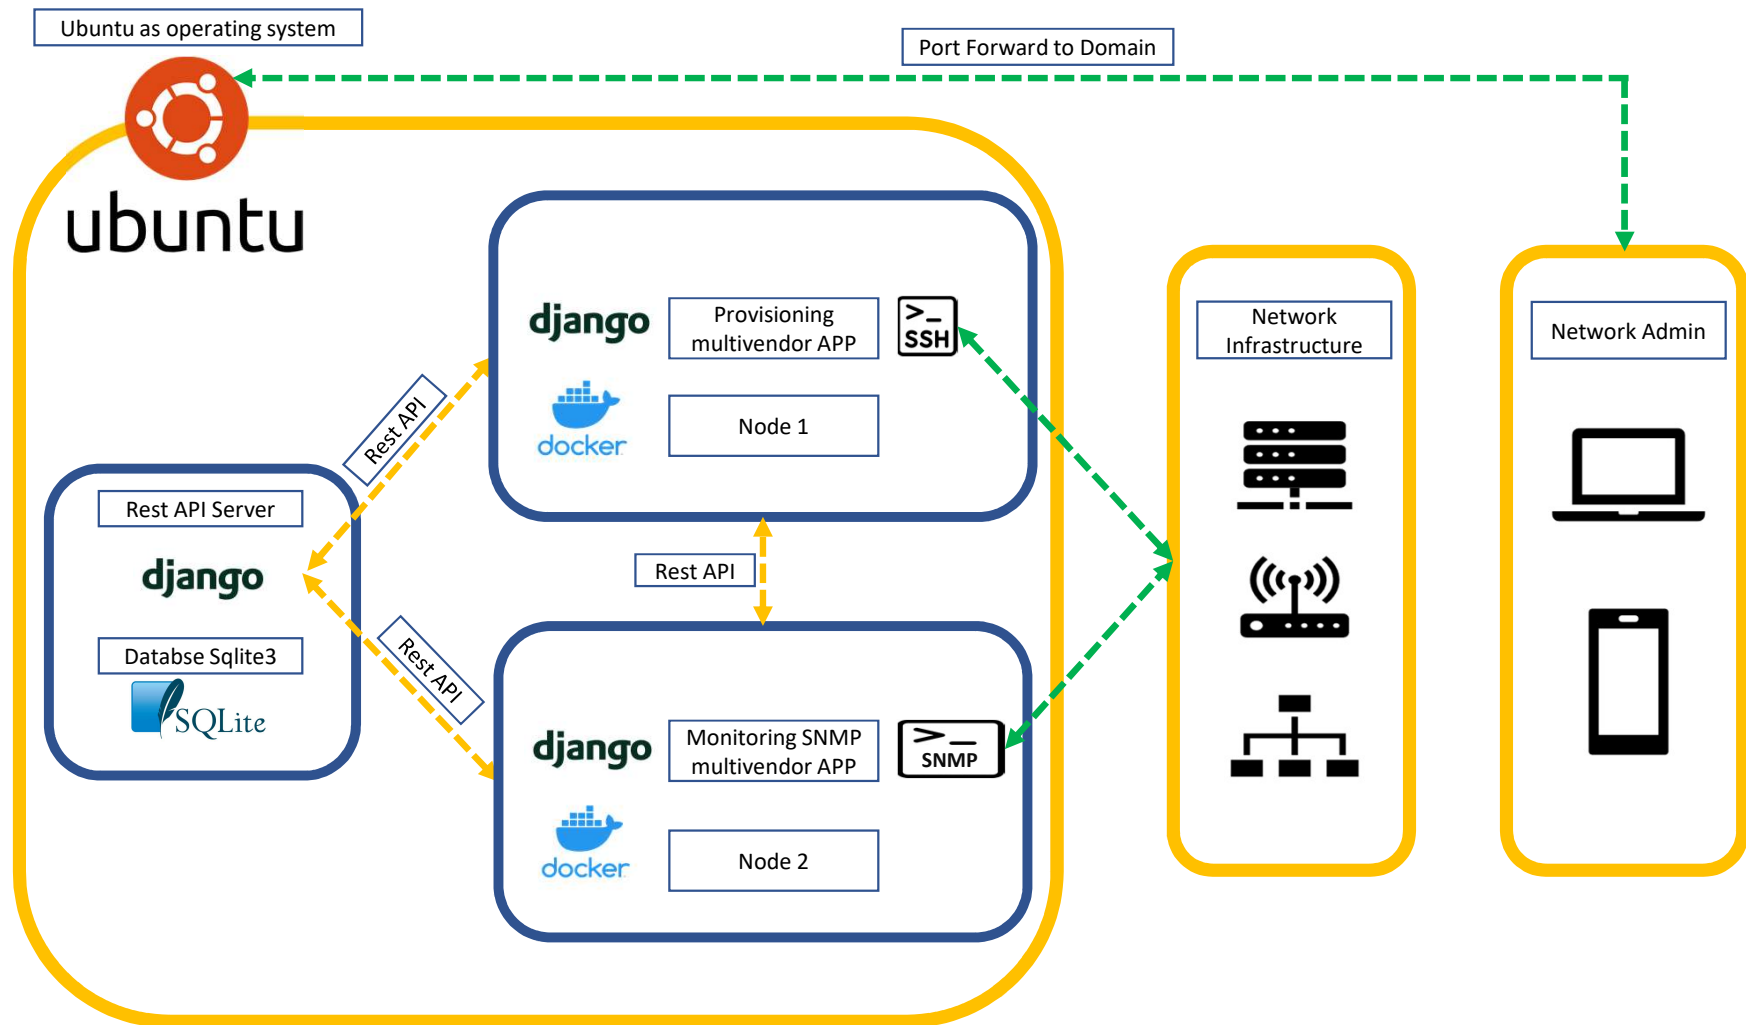 Ubuntu as operating system
Port Forward to Domain
ubuntu
django
Provisioning
multivendor APP
>_
SSH
docker
Node 1
Network
Infrastructure
Network Admin
Rest API
Rest API Server
django
Databse Sqlite3
SQLite
Rest API
Rest API
django
Monitoring SNMP
multivendor APP
>_
SNMP
docker
Node 2